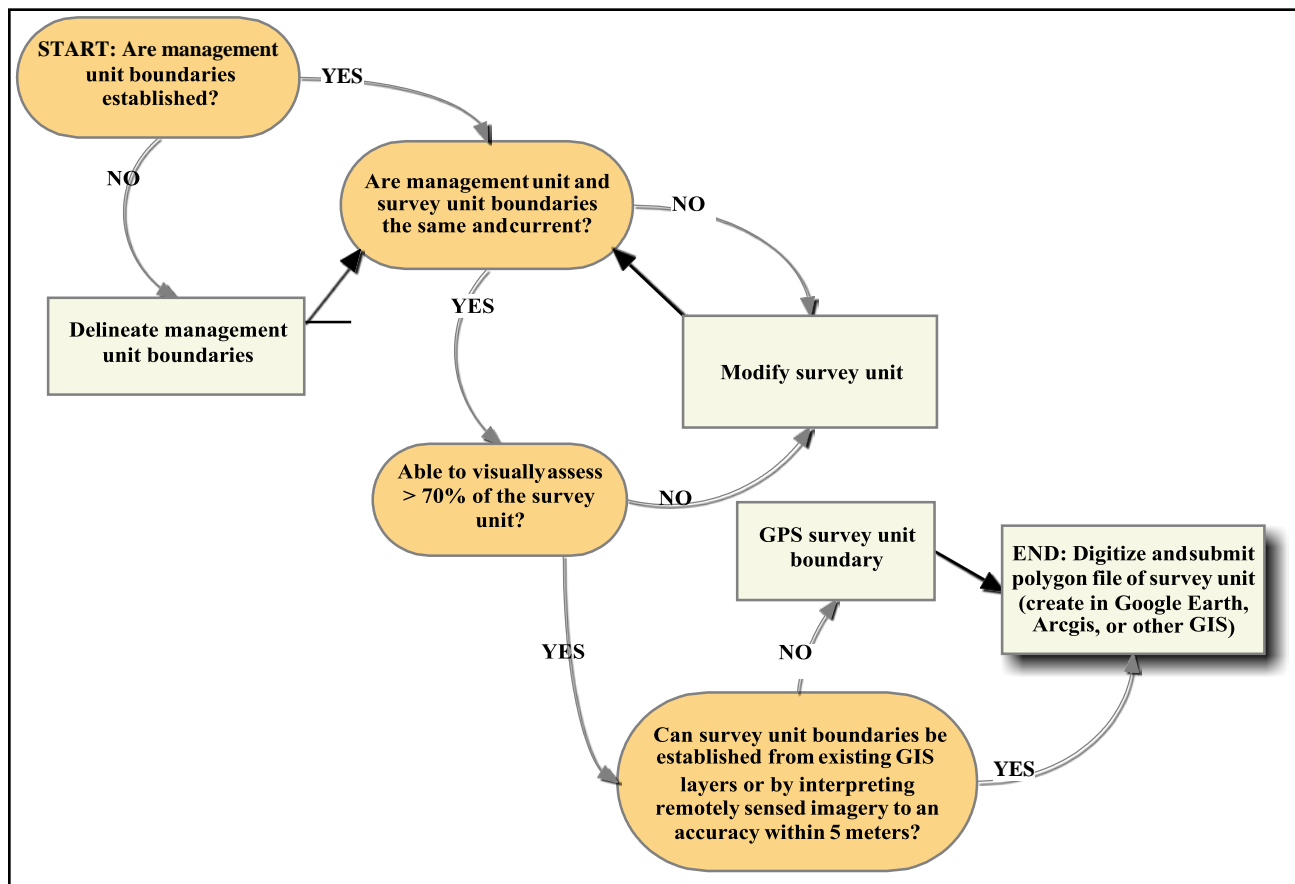 START: Are management
unit boundaries
established?
YES
NO
Are management unit and
survey unit boundaries
the same and current?
NO
YES
Delineate management
unit boundaries
Modify survey unit
Able to visually assess
> 70% of the survey
unit?
NO
YES
GPS survey unit
boundary
END: Digitize and submit
polygon file of survey unit
(create in Google Earth,
Arcgis, or other GIS)
NO
Can survey unit boundaries be
established from existing GIS
layers or by interpreting
remotely sensed imagery to an
accuracy within 5 meters?
YES